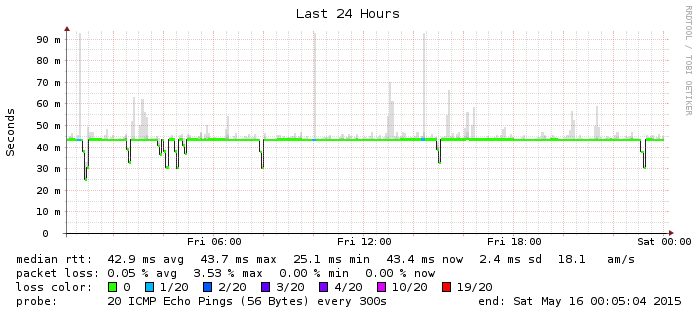 Last 24 Hours
RRDTOOL / TOBI OETIKER
Seconds
90 m
80 m
70 m
60 m
50 m
40 m
30 m
20 m
10 m
0
Fri 06:00 Fri 12:00 Fri 18:00 Sat 00:00
median rtt: 42.9 ms avg 43.7 ms max 25.1 ms min 43.4 ms now 2.4 ms sd 18.1 am/s
packet loss: 0.05 % avg 3.53 % max 0.00 % min 0.00 % now
loss color: 0 1/20 2/20 3/20 4/20 10/20 19/20
probe: 20 ICMP Echo Pings (56 Bytes) every 300s end: Sat May 16 00:05:04 2015